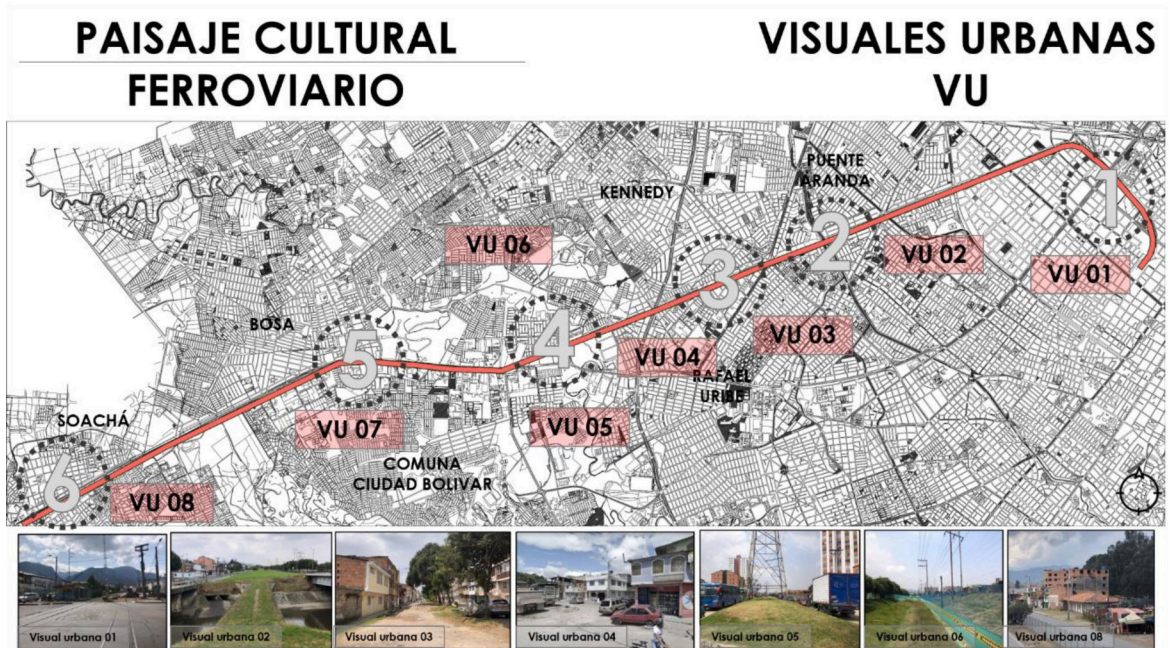 PAISAJE CULTURAL
FERROVIARIO
VISUALES URBANAS
VU
PUENTE
ARANDA
KENNEDY
1
2
3
4
5
6
VU 06
VU 02
VU 01
BOSA
VU 03
VU 04
RAFAEL
URIBE
SOACHÁ
VU 07
VU 05
COMUNA
CIUDAD BOLIVAR
VU 08
Visual urbana 01
Visual urbana 02
Visual urbana 03
Visual urbana 04
Visual urbana 05
Visual urbana 06
Visual urbana 08